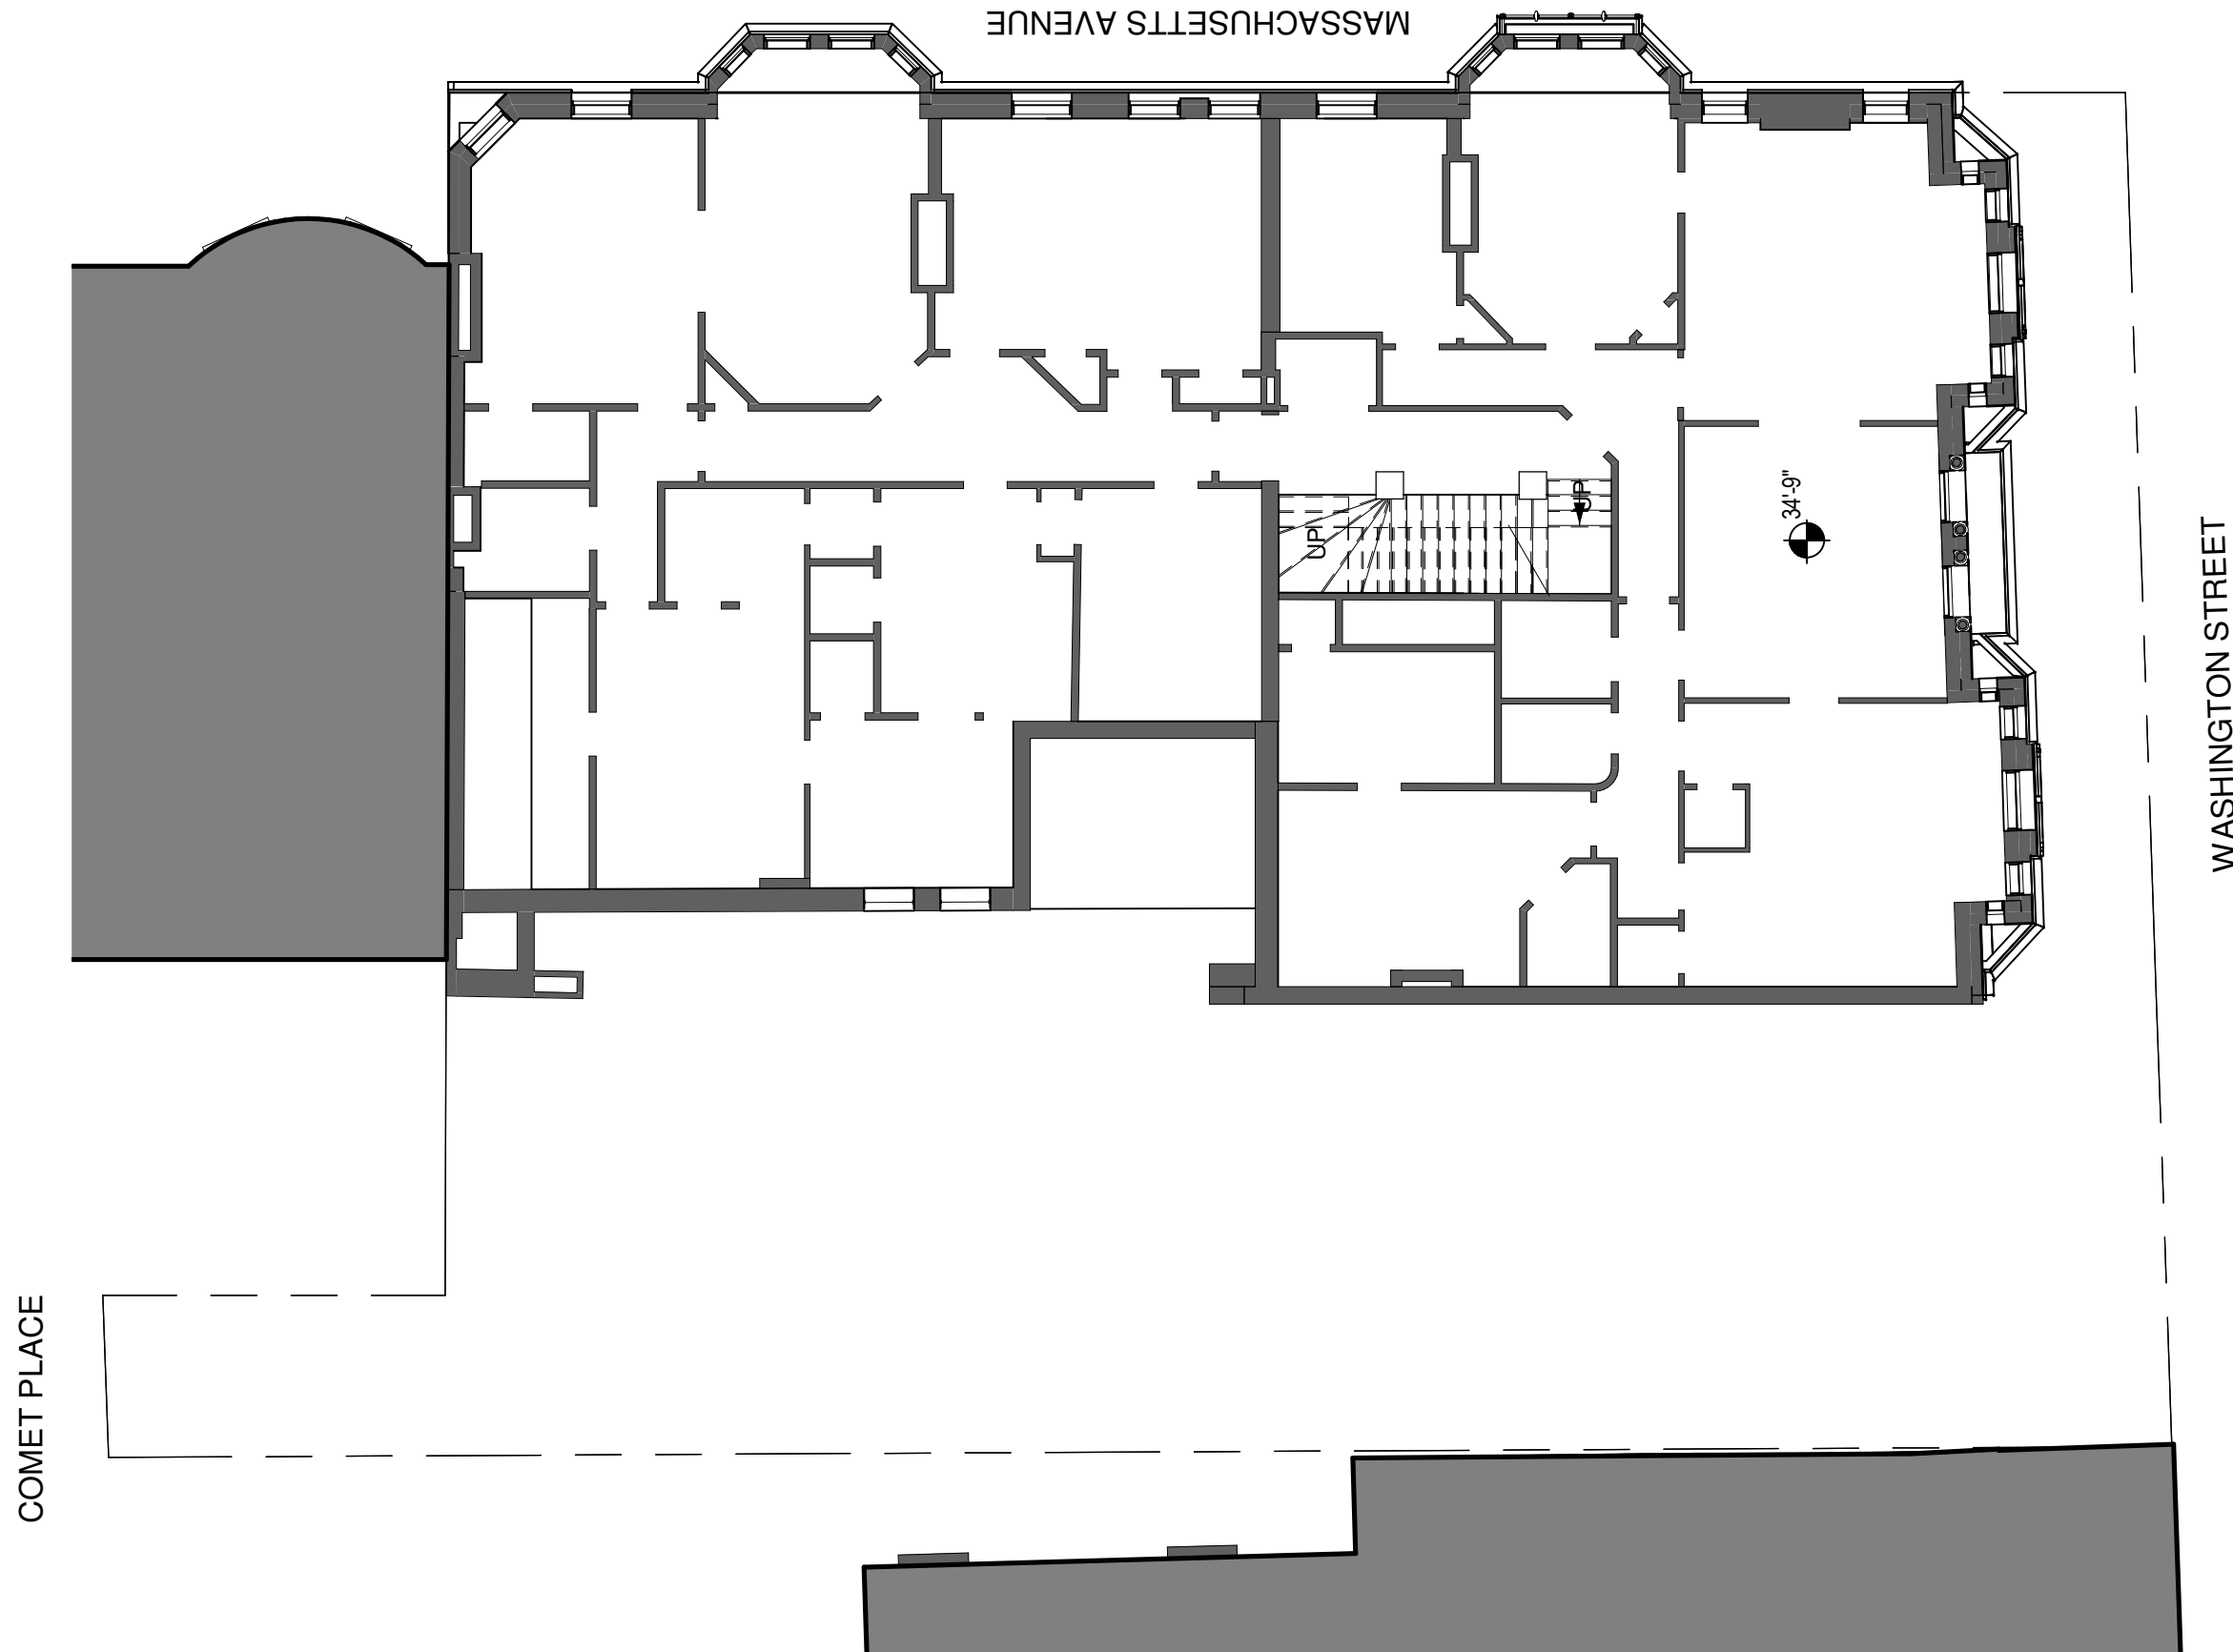 MASSACHUSETTS AVENUE
UP
UP
34'-9"
WASHINGTON STREET
COMET PLACE